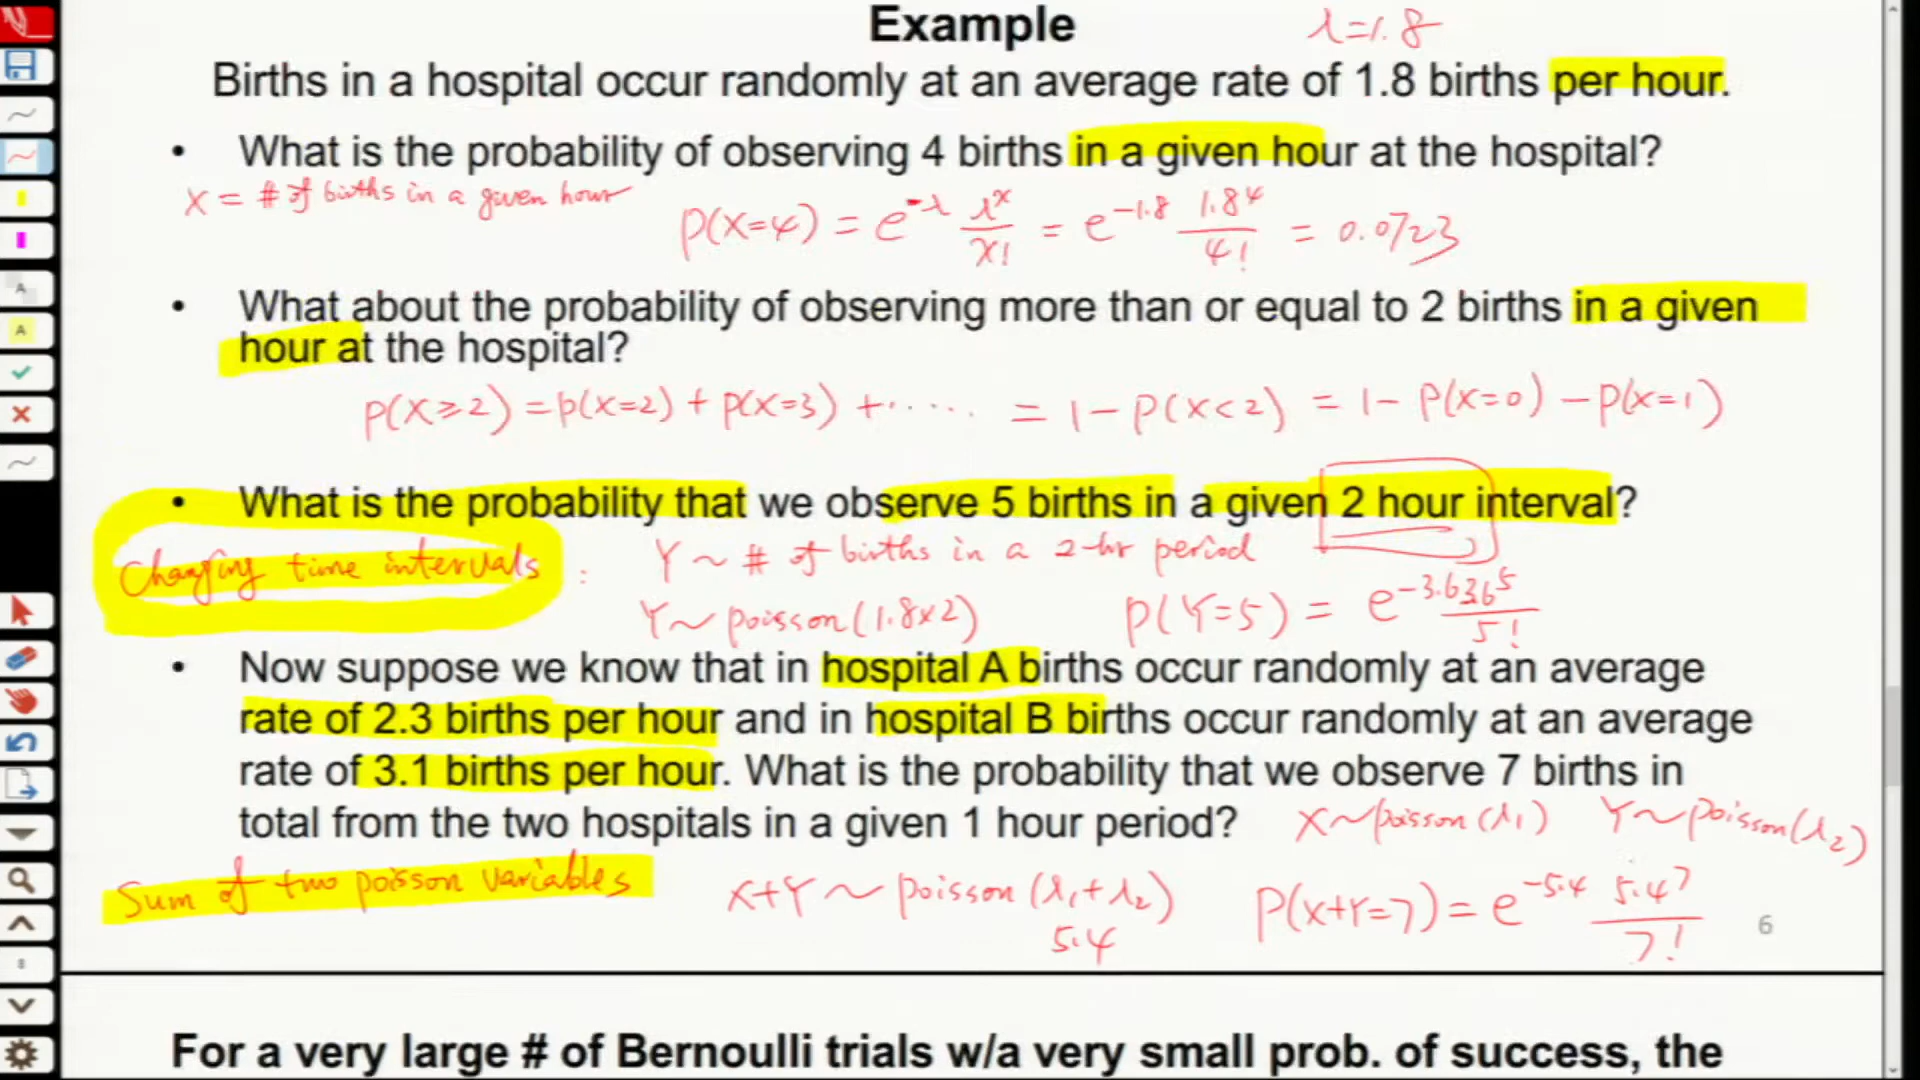 Example
λ=1.8
Births in a hospital occur randomly at an average rate of 1.8 births per hour.
• What is the probability of observing 4 births in a given hour at the hospital?
X = # of births in a given hour
P(X=4) = e^-λ λ^x/x! = e^-1.8 1.8^4/4! = 0.0723
• What about the probability of observing more than or equal to 2 births in a given
hour at the hospital?
P(X≥2) = P(X=2) + P(X=3) +..... = 1 - P(X<2) = 1 - P(X=0) - P(X=1)
• What is the probability that we observe 5 births in a given 2 hour interval?
Changing time intervals :
Y ~ # of births in a 2-hr period
Y ~ poisson(1.8x2)
P(Y=5) = e^-3.6 3.6^5/5!
• Now suppose we know that in hospital A births occur randomly at an average
rate of 2.3 births per hour and in hospital B births occur randomly at an average
rate of 3.1 births per hour. What is the probability that we observe 7 births in
total from the two hospitals in a given 1 hour period?
X~poisson(λ1) Y~poisson(λ2)
Sum of two poisson variables
X+Y ~ poisson(λ1+λ2)
5.4
P(X+Y=7) = e^-5.4 5.4^7/7!
6
For a very large # of Bernoulli trials w/a very small prob. of success, the